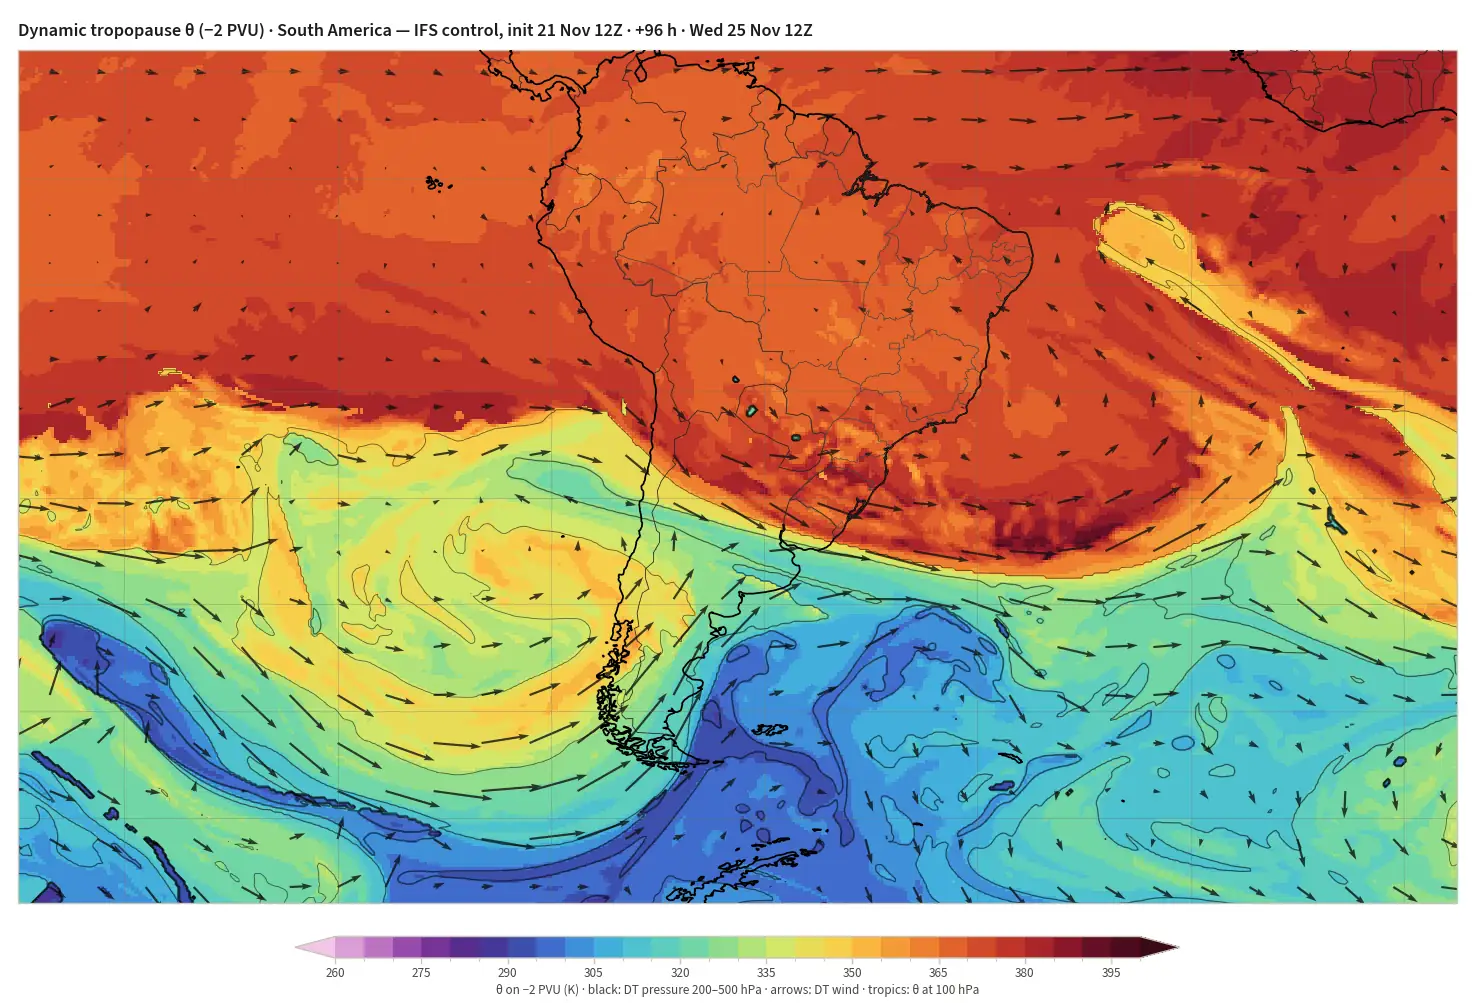 Dynamic tropopause θ (−2 PVU) · South America — IFS control, init 21 Nov 12Z · +96 h · Wed 25 Nov 12Z
260 275 290 305 320 335 350 365 380 395
θ on −2 PVU (K) · black: DT pressure 200–500 hPa · arrows: DT wind · tropics: θ at 100 hPa